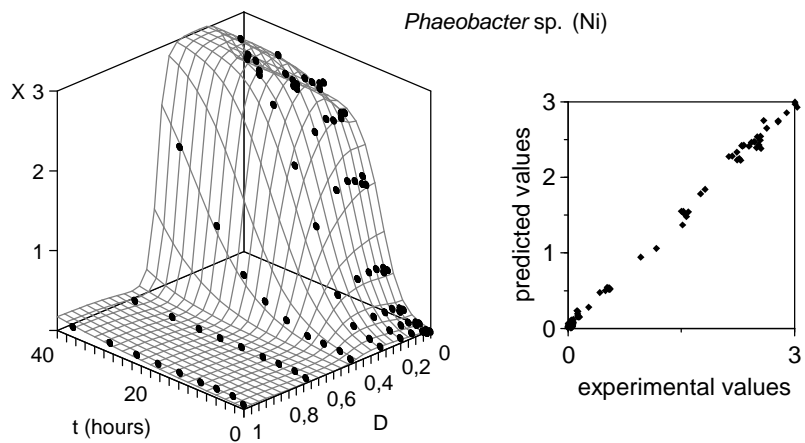 Phaeobacter sp. (Ni)
X 3
2
1
40
20
0
t (hours)
1
0,8
0,6
0,4
0,2
0
D
3
2
1
0
predicted values
0
3
experimental values